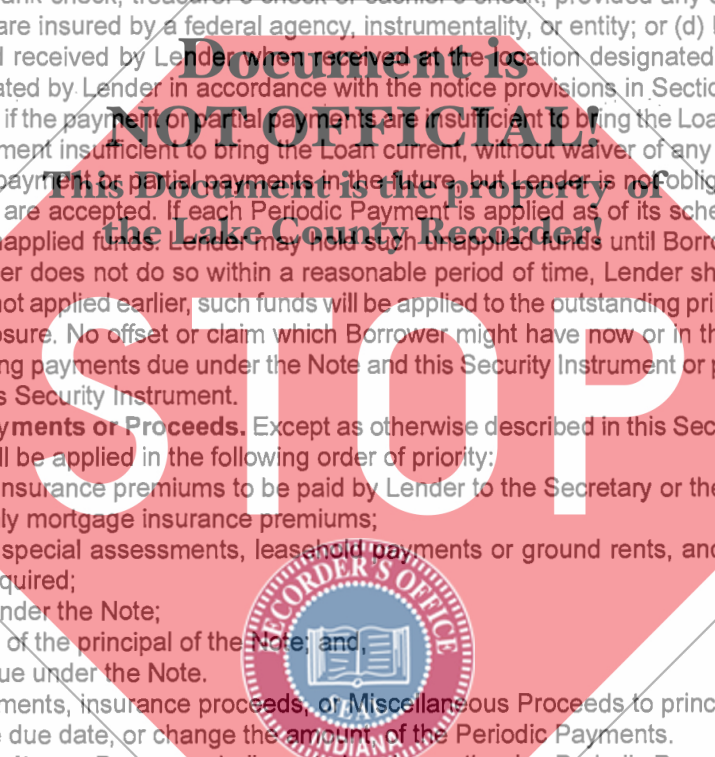 are insured by a federal agency, instrumentality, or entity; or (d)
Document is
received by Lender when received at the location designated
ated by Lender in accordance with the notice provisions in Sectio
NOT OFFICIAL!
if the payment or partial payments are insufficient to bring the Loa
ment insufficient to bring the Loan current, without waiver of any
This Document is the property of
payment or partial payments in the future, but Lender is not oblig
are accepted. If each Periodic Payment is applied as of its sche
the Lake County Recorder!
napplied funds. Lender may hold such unapplied funds until Borro
er does not do so within a reasonable period of time, Lender sh
not applied earlier, such funds will be applied to the outstanding pri
osure. No offset or claim which Borrower might have now or in th
ng payments due under the Note and this Security Instrument or p
s Security Instrument.
STOP
yments or Proceeds. Except as otherwise described in this Sec
ll be applied in the following order of priority:
insurance premiums to be paid by Lender to the Secretary or the
ly mortgage insurance premiums;
special assessments, leasehold payments or ground rents, and
quired;
nder the Note;
of the principal of the Note; and,
ue under the Note.
RECORDER'S OFFICE
SEAL
INDIANA
ments, insurance proceeds, or Miscellaneous Proceeds to princ
e due date, or change the amount, of the Periodic Payments.